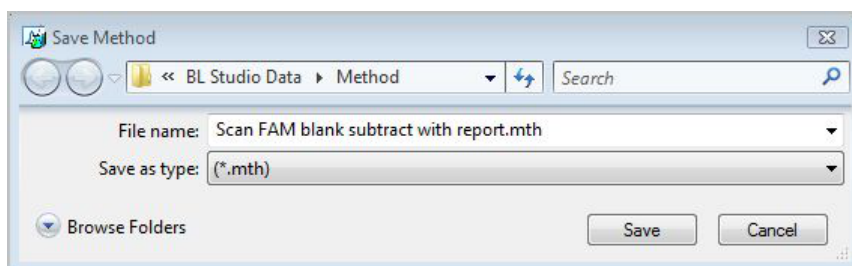 Save Method
« BL Studio Data ▸ Method Search
File name: Scan FAM blank subtract with report.mth
Save as type: (*.mth)
Browse Folders Save Cancel